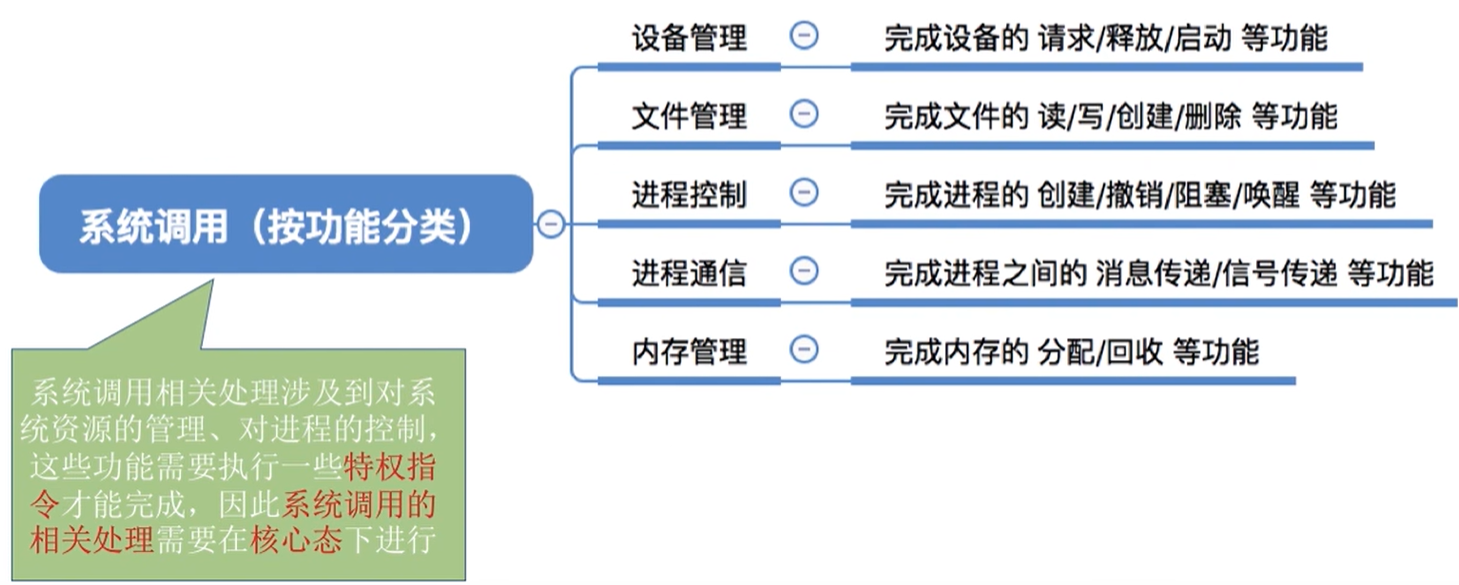 设备管理 完成设备的 请求/释放/启动 等功能
文件管理 完成文件的 读/写/创建/删除 等功能
系统调用（按功能分类）
进程控制 完成进程的 创建/撤销/阻塞/唤醒 等功能
进程通信 完成进程之间的 消息传递/信号传递 等功能
内存管理 完成内存的 分配/回收 等功能
系统调用相关处理涉及到对系
统资源的管理、对进程的控制，
这些功能需要执行一些特权指
令才能完成，因此系统调用的
相关处理需要在核心态下进行